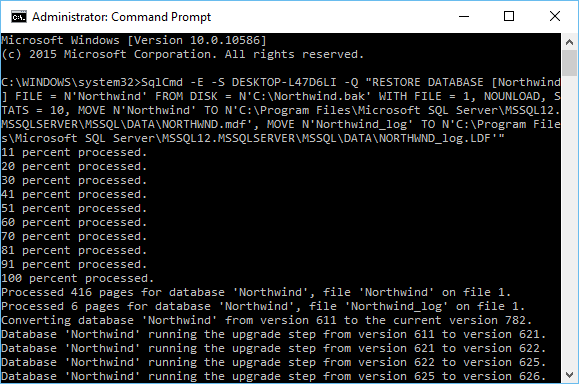 Administrator: Command Prompt
Microsoft Windows [Version 10.0.10586]
(c) 2015 Microsoft Corporation. All rights reserved.
C:\WINDOWS\system32>SqlCmd -E -S DESKTOP-L47D6LI -Q "RESTORE DATABASE [Northwind
] FILE = N'Northwind' FROM DISK = N'C:\Northwind.bak' WITH FILE = 1, NOUNLOAD, S
TATS = 10, MOVE N'Northwind' TO N'C:\Program Files\Microsoft SQL Server\MSSQL12.
MSSQLSERVER\MSSQL\DATA\NORTHWND.mdf', MOVE N'Northwind_log' TO N'C:\Program File
s\Microsoft SQL Server\MSSQL12.MSSQLSERVER\MSSQL\DATA\NORTHWND_log.LDF'"
11 percent processed.
20 percent processed.
30 percent processed.
41 percent processed.
51 percent processed.
60 percent processed.
70 percent processed.
81 percent processed.
91 percent processed.
100 percent processed.
Processed 416 pages for database 'Northwind', file 'Northwind' on file 1.
Processed 6 pages for database 'Northwind', file 'Northwind_log' on file 1.
Converting database 'Northwind' from version 611 to the current version 782.
Database 'Northwind' running the upgrade step from version 611 to version 621.
Database 'Northwind' running the upgrade step from version 621 to version 622.
Database 'Northwind' running the upgrade step from version 622 to version 625.
Database 'Northwind' running the upgrade step from version 625 to version 626.